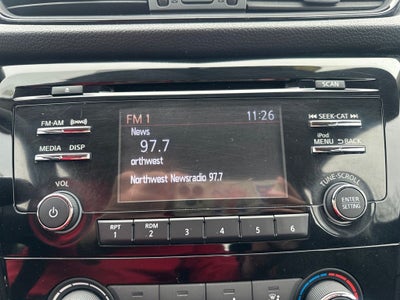 SCAN
FM 1 11:26
FM·AM
SEEK·CAT
News
97.7
orthwest
iPod
MENU BACK
MEDIA DISP
Northwest Newsradio 97.7
VOL
TUNE·SCROLL
ENTER
SETTING
RPT
1
RDM
2
3 4 5 6